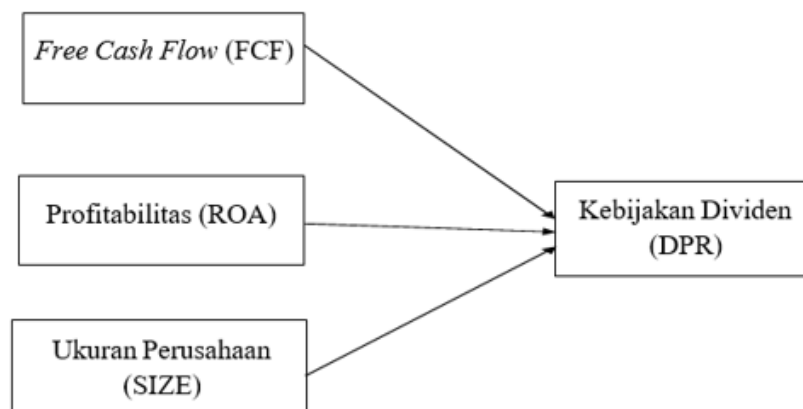 Free Cash Flow (FCF)
Profitabilitas (ROA)
Kebijakan Dividen
(DPR)
Ukuran Perusahaan
(SIZE)